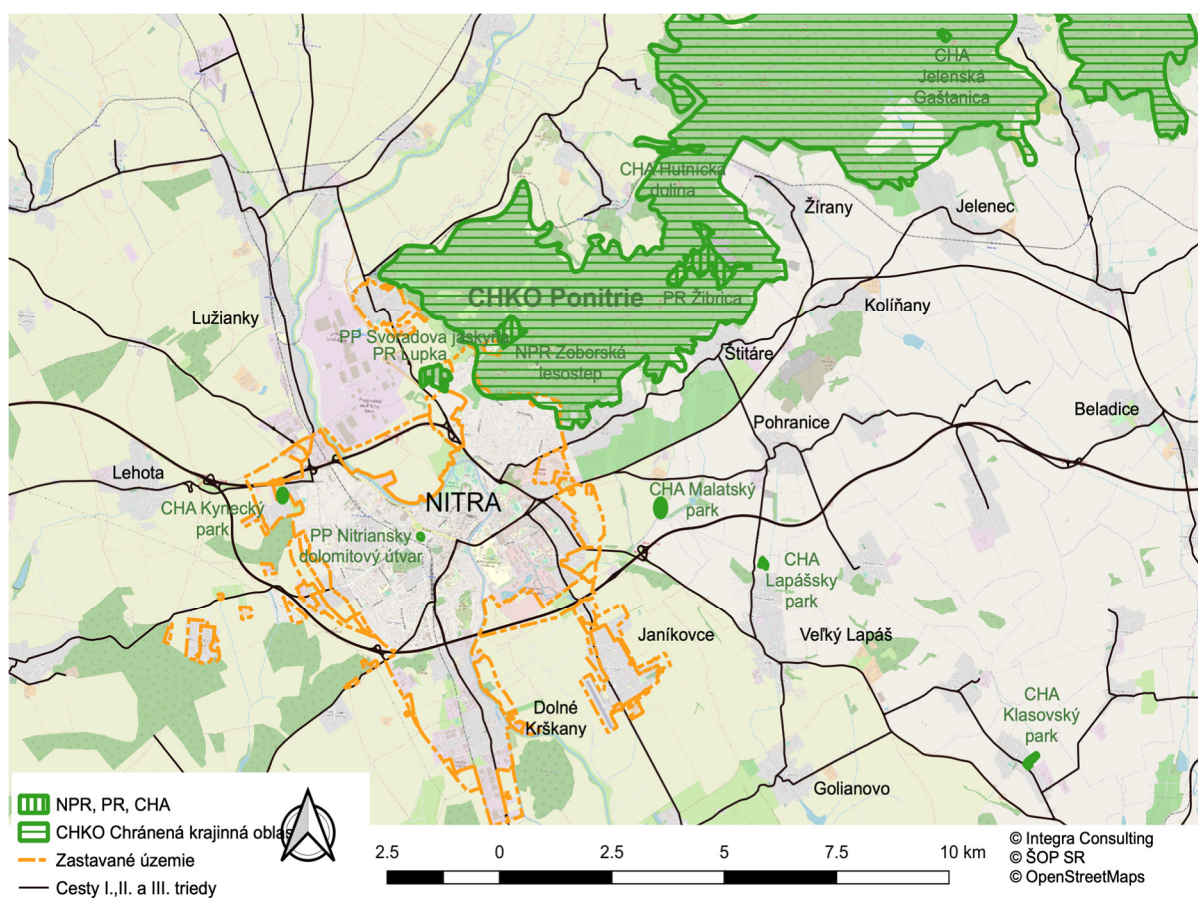 CHA
Jelenská
Gaštanica
CHA Hutnícka
dolina
Žírany
Jelenec
CHKO Ponitrie
PR Žibrica
Kolíňany
Lužianky
PP Svoradova jaskyňa
PR Lupka
NPR Zoborská
lesostep
Štitáre
Beladice
Pohranice
Lehota
CHA Kynecký
park
NITRA
CHA Malatský
park
PP Nitriansky
dolomitový útvar
CHA
Lapášsky
park
Janíkovce
Veľký Lapáš
Dolné
Krškany
CHA
Klasovský
park
Golianovo
NPR, PR, CHA
CHKO Chránená krajinná oblas
Zastavané územie
Cesty I.,II. a III. triedy
2.5 0 2.5 5 7.5 10 km
© Integra Consulting
© ŠOP SR
© OpenStreetMaps